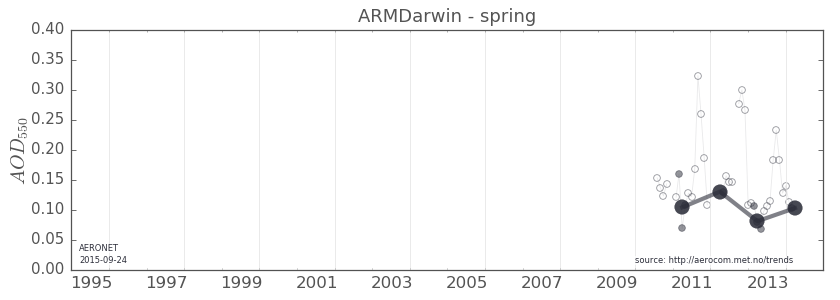 ARMDarwin - spring
0.40
0.35
0.30
0.25
0.20
0.15
0.10
0.05
0.00
AOD550
AERONET
2015-09-24
source: http://aerocom.met.no/trends
1995 1997 1999 2001 2003 2005 2007 2009 2011 2013